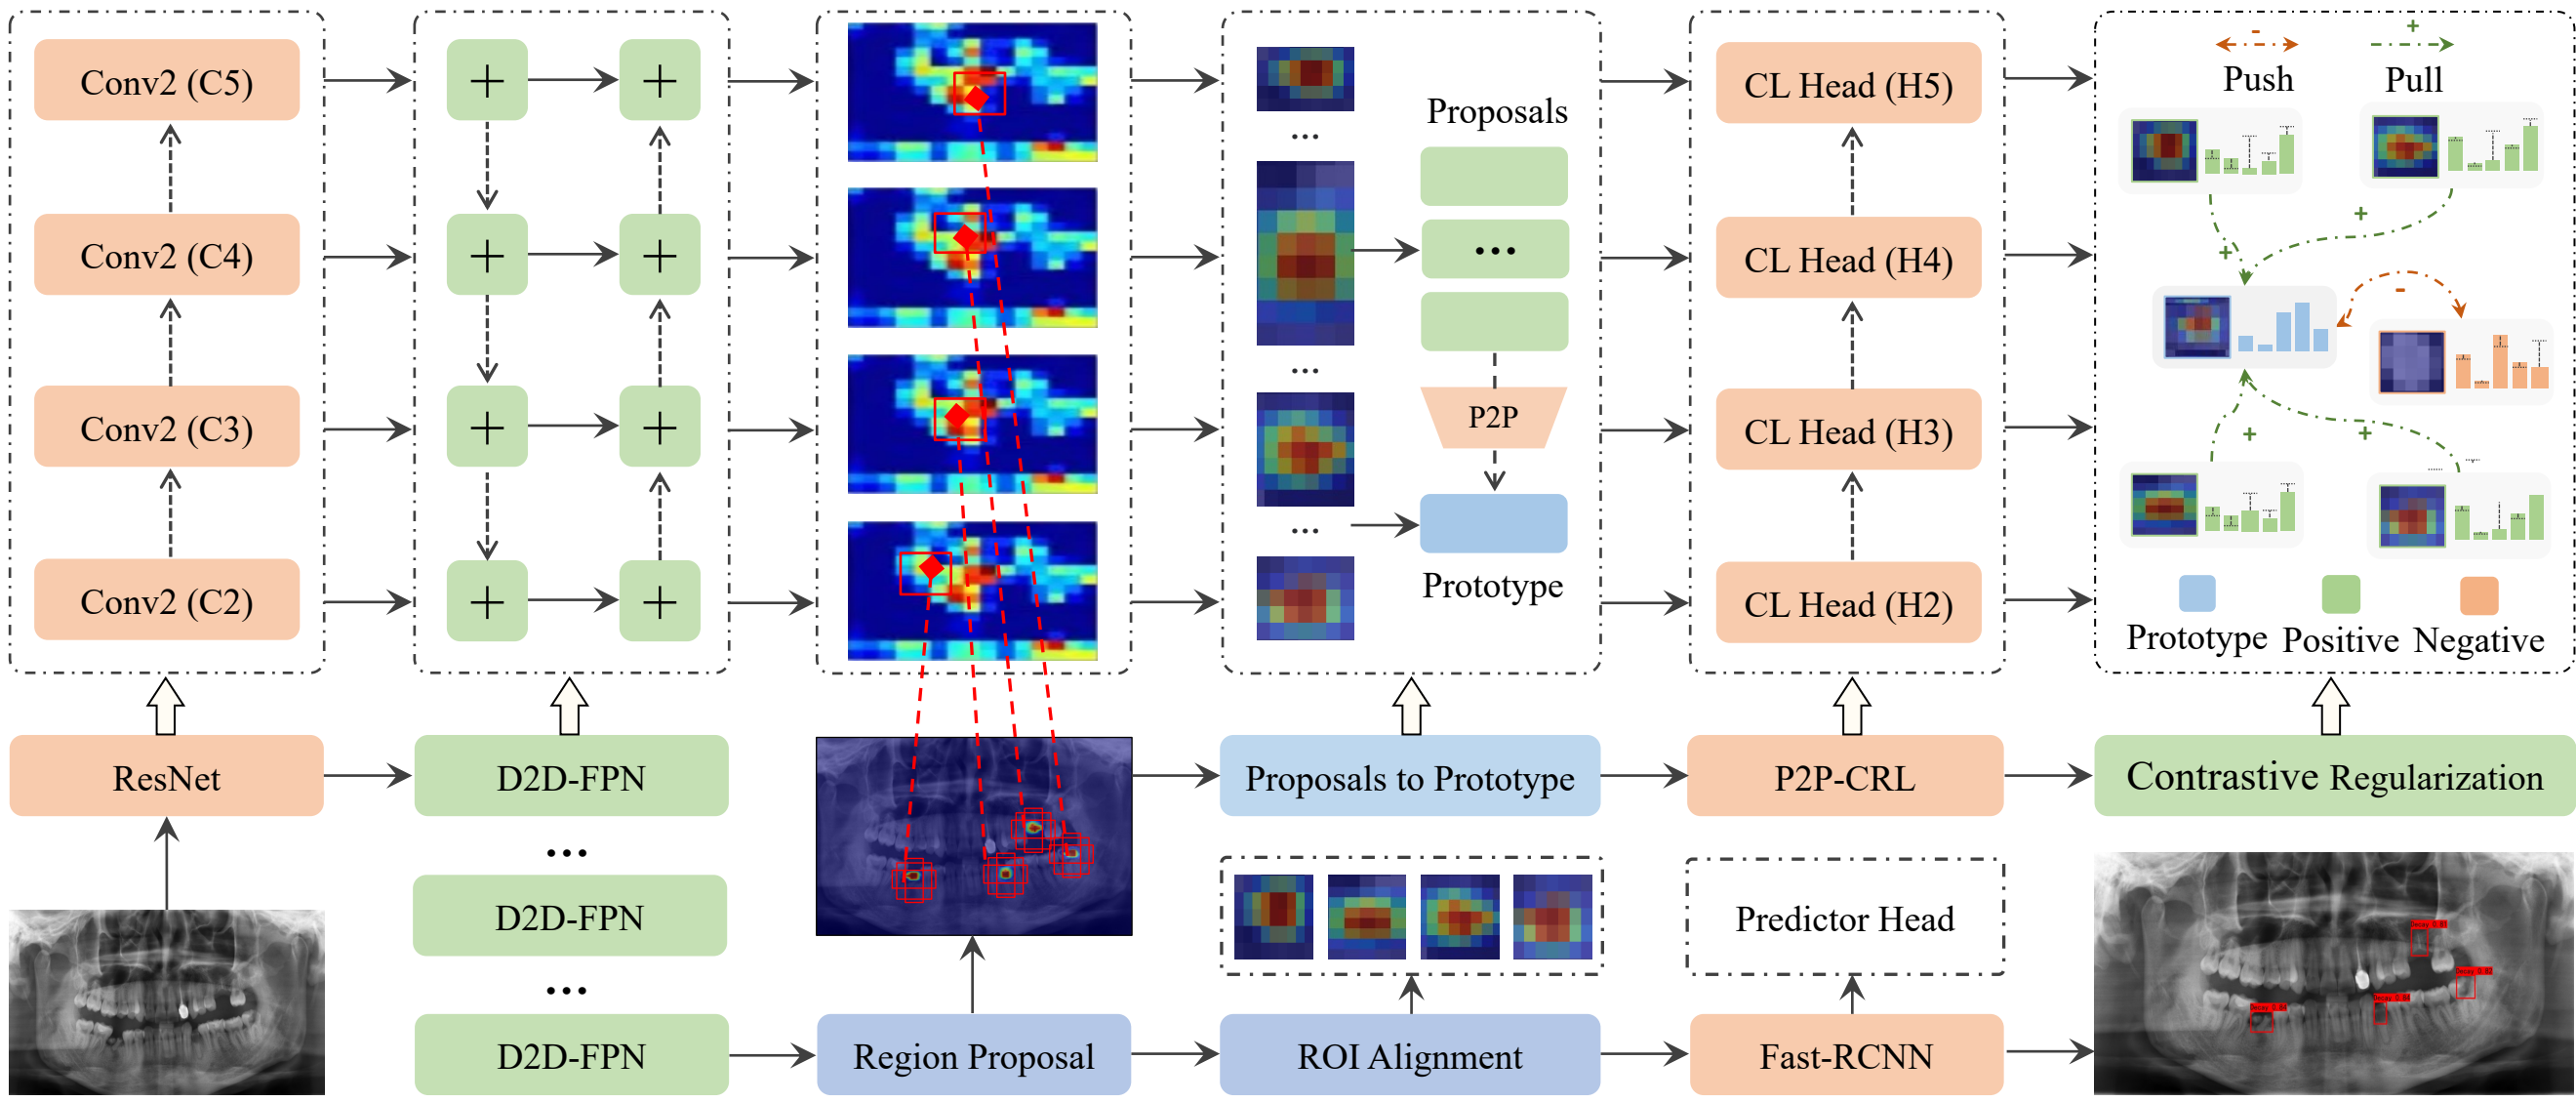 Conv2 (C5)
Conv2 (C4)
Conv2 (C3)
Conv2 (C2)
+ +
+ +
+ +
+ +
...
...
...
Proposals
...
P2P
Prototype
CL Head (H5)
CL Head (H4)
CL Head (H3)
CL Head (H2)
- +
Push Pull
+
+
-
+ +
Prototype Positive Negative
ResNet
D2D-FPN
Proposals to Prototype
P2P-CRL
Contrastive Regularization
...
D2D-FPN
...
D2D-FPN
Region Proposal
ROI Alignment
Predictor Head
Fast-RCNN